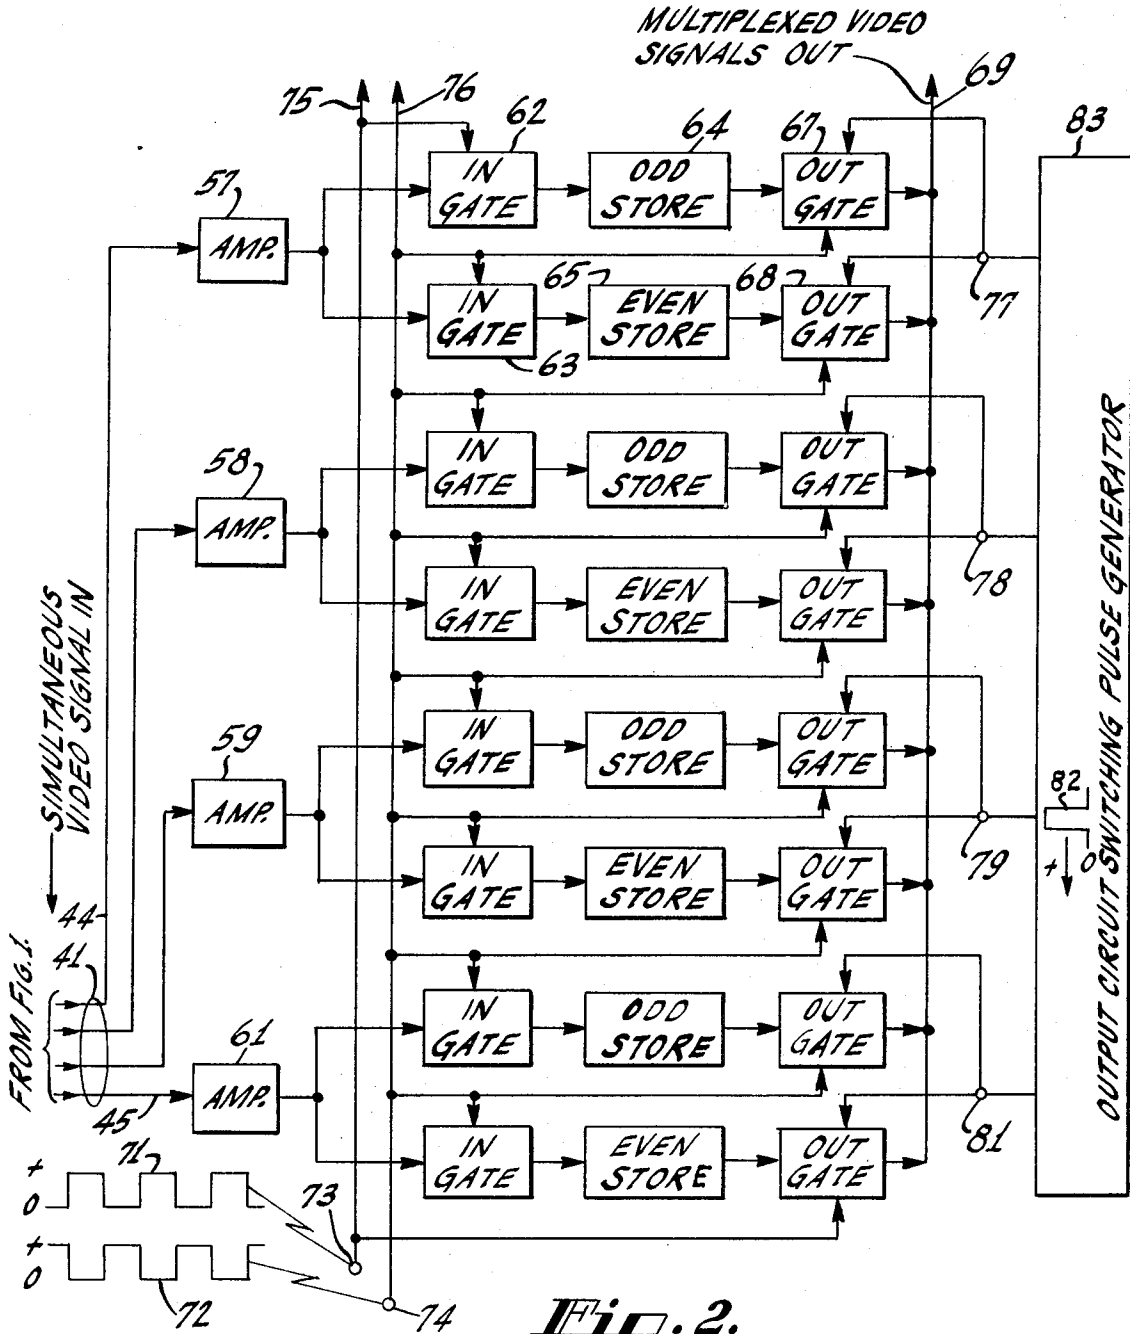 MULTIPLEXED VIDEO
SIGNALS OUT
69
75
76
62
64
67
83
IN
GATE
ODD
STORE
OUT
GATE
57
AMP.
65
68
77
IN
GATE
EVEN
STORE
OUT
GATE
63
58
AMP.
IN
GATE
ODD
STORE
OUT
GATE
78
IN
GATE
EVEN
STORE
OUT
GATE
SIMULTANEOUS
VIDEO SIGNAL IN
59
AMP.
IN
GATE
ODD
STORE
OUT
GATE
82
+
0
79
IN
GATE
EVEN
STORE
OUT
GATE
OUTPUT CIRCUIT SWITCHING PULSE GENERATOR
44
41
FROM FIG. 1.
45
61
AMP.
IN
GATE
ODD
STORE
OUT
GATE
81
IN
GATE
EVEN
STORE
OUT
GATE
71
+
0
73
+
0
72
74
Fig. 2.